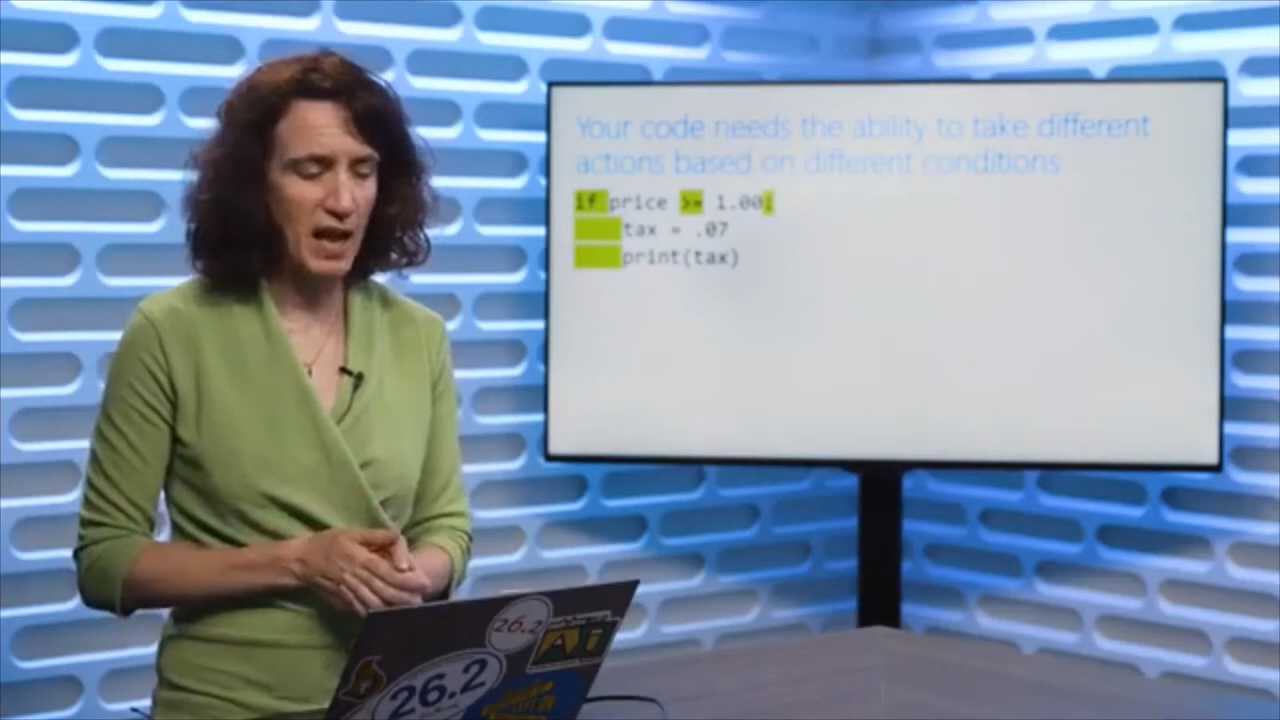 Your code needs the ability to take different
actions based on different conditions
if price >= 1.00:
tax = .07
print(tax)
26.2
Ai
26.2